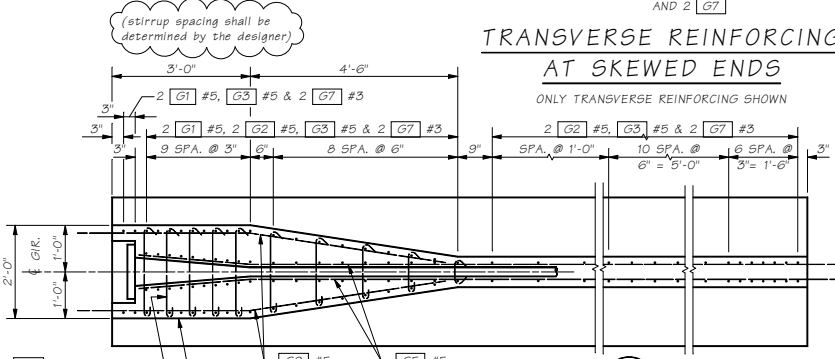 AND 2 G7
(stirrup spacing shall be
determined by the designer)
TRANSVERSE REINFORCING
AT SKEWED ENDS
ONLY TRANSVERSE REINFORCING SHOWN
3'-0"
4'-6"
3"
2 G1 #5, G3 #5 & 2 G7 #3
3"
2 G1 #5, 2 G2 #5, G3 #5 & 2 G7 #3
2 G2 #5, G3 #5 & 2 G7 #3
3"
9 SPA. @ 3"
6"
8 SPA. @ 6"
9"
SPA. @ 1'-0"
10 SPA. @
6" = 5'-0"
6 SPA. @
3"= 1'-6"
3"
2'-0"
℄ GIR.
1'-0"
1'-0"